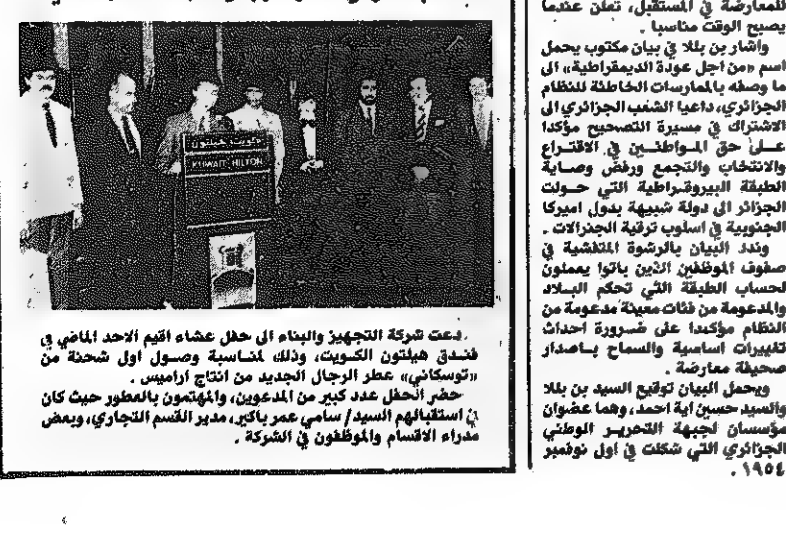 للمعارضة في المستقبل، تعلن عندما
يصبح الوقت مناسبا .
واشار بن بللا في بيان مكتوب يحمل
اسم «من اجل عودة الديمقراطية» الى
ما وصفه بالممارسات الخاطئة للنظام
الجزائري، داعيا الشعب الجزائري الى
الاشتراك في مسيرة التصحيح مؤكدا
على حق المواطنين في الاقتراع
والانتخاب والتجمع ورفض وصاية
الطبقة البيروقراطية التي حولت
الجزائر الى دولة شبيهة بدول اميركا
الجنوبية في اسلوب ترقية الجنرالات .
وندد البيان بالرشوة المتفشية في
صفوف الموظفين الذين باتوا يعملون
لحساب الطبقة التي تحكم البلاد
والمدعومة من فئات معينة مدعومة من
النظام مؤكدا على ضرورة احداث
تغييرات اساسية والسماح باصدار
صحيفة معارضة .
ويحمل البيان توقيع السيد بن بللا
والسيد حسين اية احمد، وهما عضوان
مؤسسان لجبهة التحرير الوطني
الجزائري التي شكلت في اول نوفمبر
١٩٥٤ .
كويت هيلتون
KUWAIT HILTON
دعت شركة التجهيز والبناء الى حفل عشاء اقيم الاحد الماضي في
فندق هيلتون الكويت، وذلك لمناسبة وصول اول شحنة من
«توسكاني» عطر الرجال الجديد من انتاج اراميس .
حضر الحفل عدد كبير من المدعوين، والمهتمون بالعطور حيث كان
في استقبالهم السيد/ سامي عمر باكير، مدير القسم التجاري، وبعض
مدراء الاقسام والموظفون في الشركة .